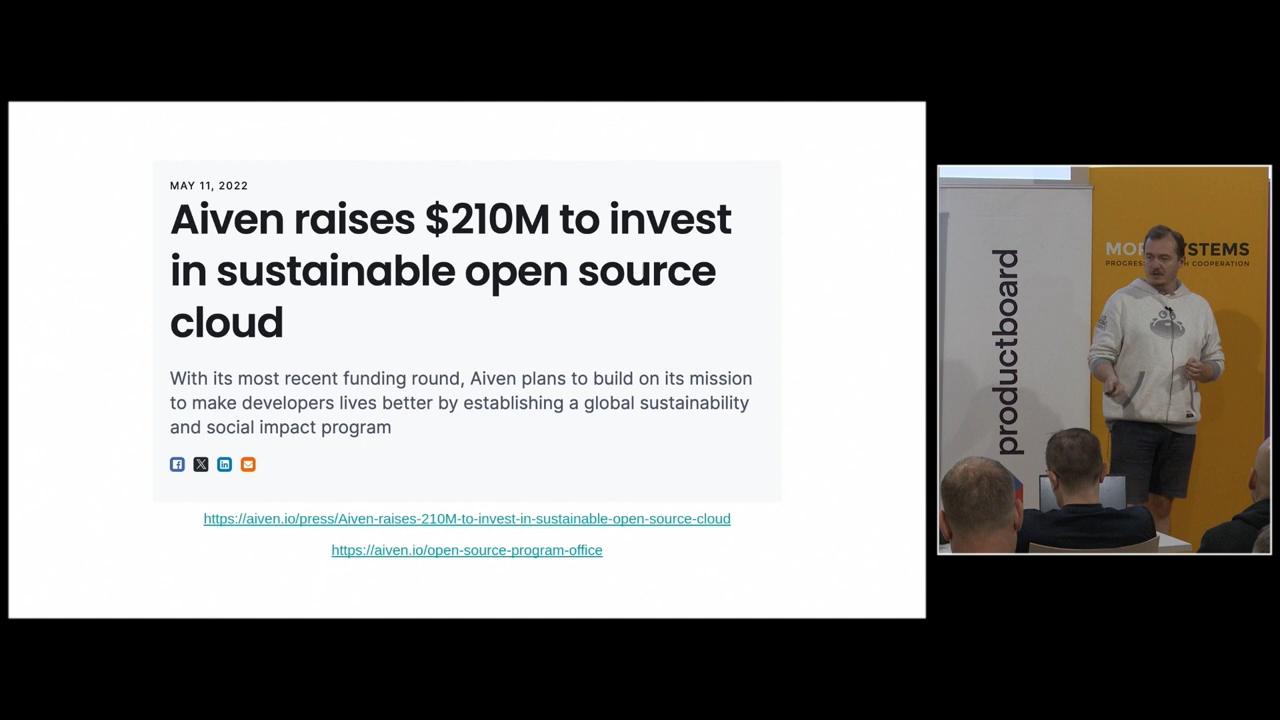 MAY 11, 2022
Aiven raises $210M to invest
in sustainable open source
cloud
With its most recent funding round, Aiven plans to build on its mission
to make developers lives better by establishing a global sustainability
and social impact program
https://aiven.io/press/Aiven-raises-210M-to-invest-in-sustainable-open-source-cloud
https://aiven.io/open-source-program-office
productboard